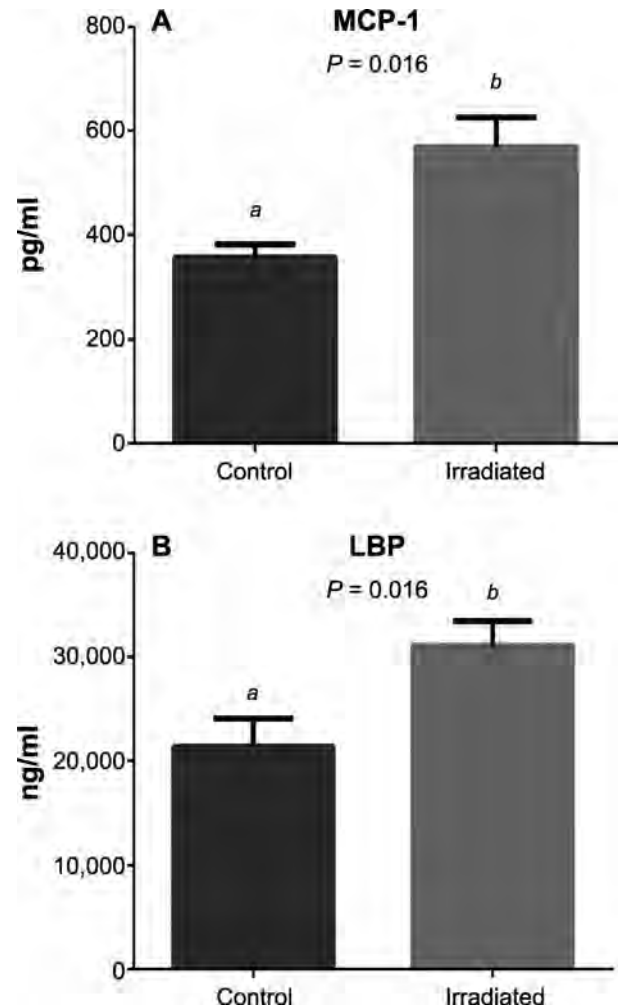 A MCP-1
P = 0.016
800
600
400
200
0
pg/ml
a
b
Control Irradiated
B LBP
P = 0.016
40,000
30,000
20,000
10,000
0
ng/ml
a
b
Control Irradiated